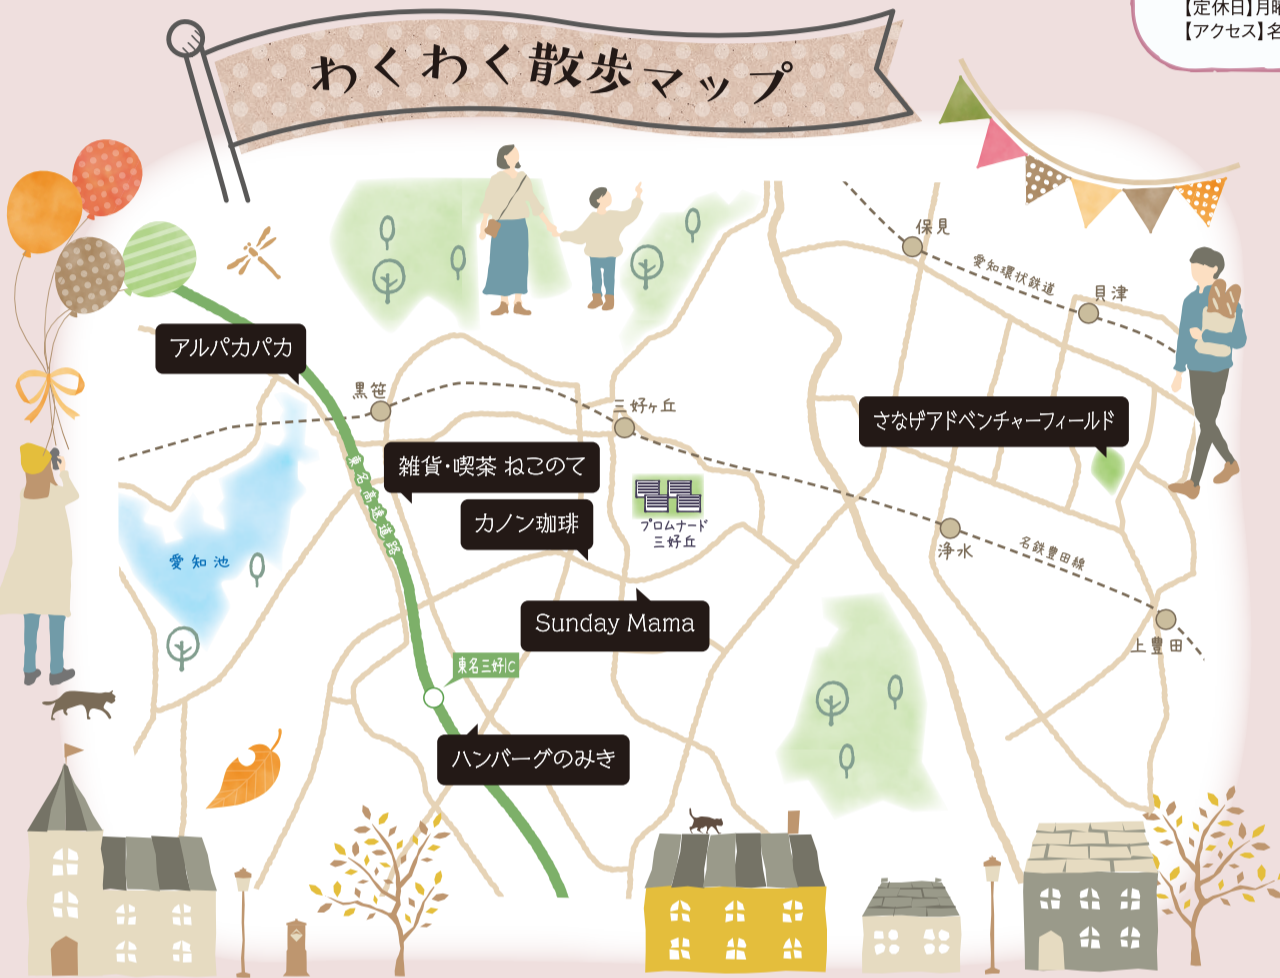 【定休日】月曜
【アクセス】名
わくわく散歩マップ
保見
愛知環状鉄道
貝津
アルパカパカ
黒笹
三好ヶ丘
さなげアドベンチャーフィールド
雑貨・喫茶 ねこのて
東名高速道路
カノン珈琲
プロムナード
三好丘
浄水
名鉄豊田線
愛知池
Sunday Mama
上豊田
東名三好IC
ハンバーグのみき